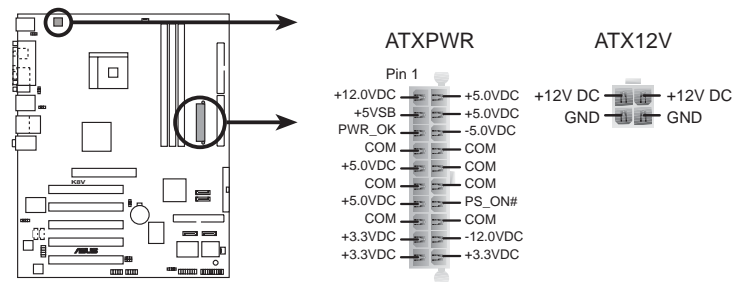 ATXPWR
Pin 1
+12.0VDC +5.0VDC
+5VSB +5.0VDC
PWR_OK -5.0VDC
COM COM
+5.0VDC COM
COM COM
+5.0VDC PS_ON#
COM COM
+3.3VDC -12.0VDC
+3.3VDC +3.3VDC
ATX12V
+12V DC +12V DC
GND GND
K8V
/ISUS